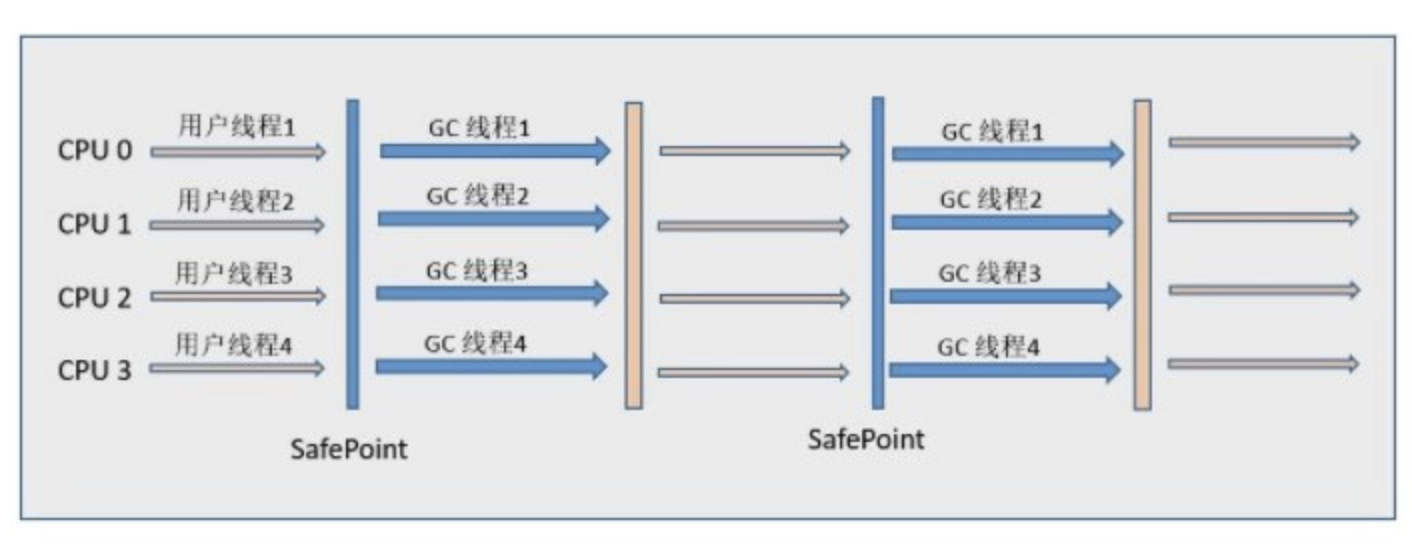 用户线程1 GC 线程1 GC 线程1
CPU 0
用户线程2 GC 线程2 GC 线程2
CPU 1
用户线程3 GC 线程3 GC 线程3
CPU 2
用户线程4 GC 线程4 GC 线程4
CPU 3
SafePoint SafePoint